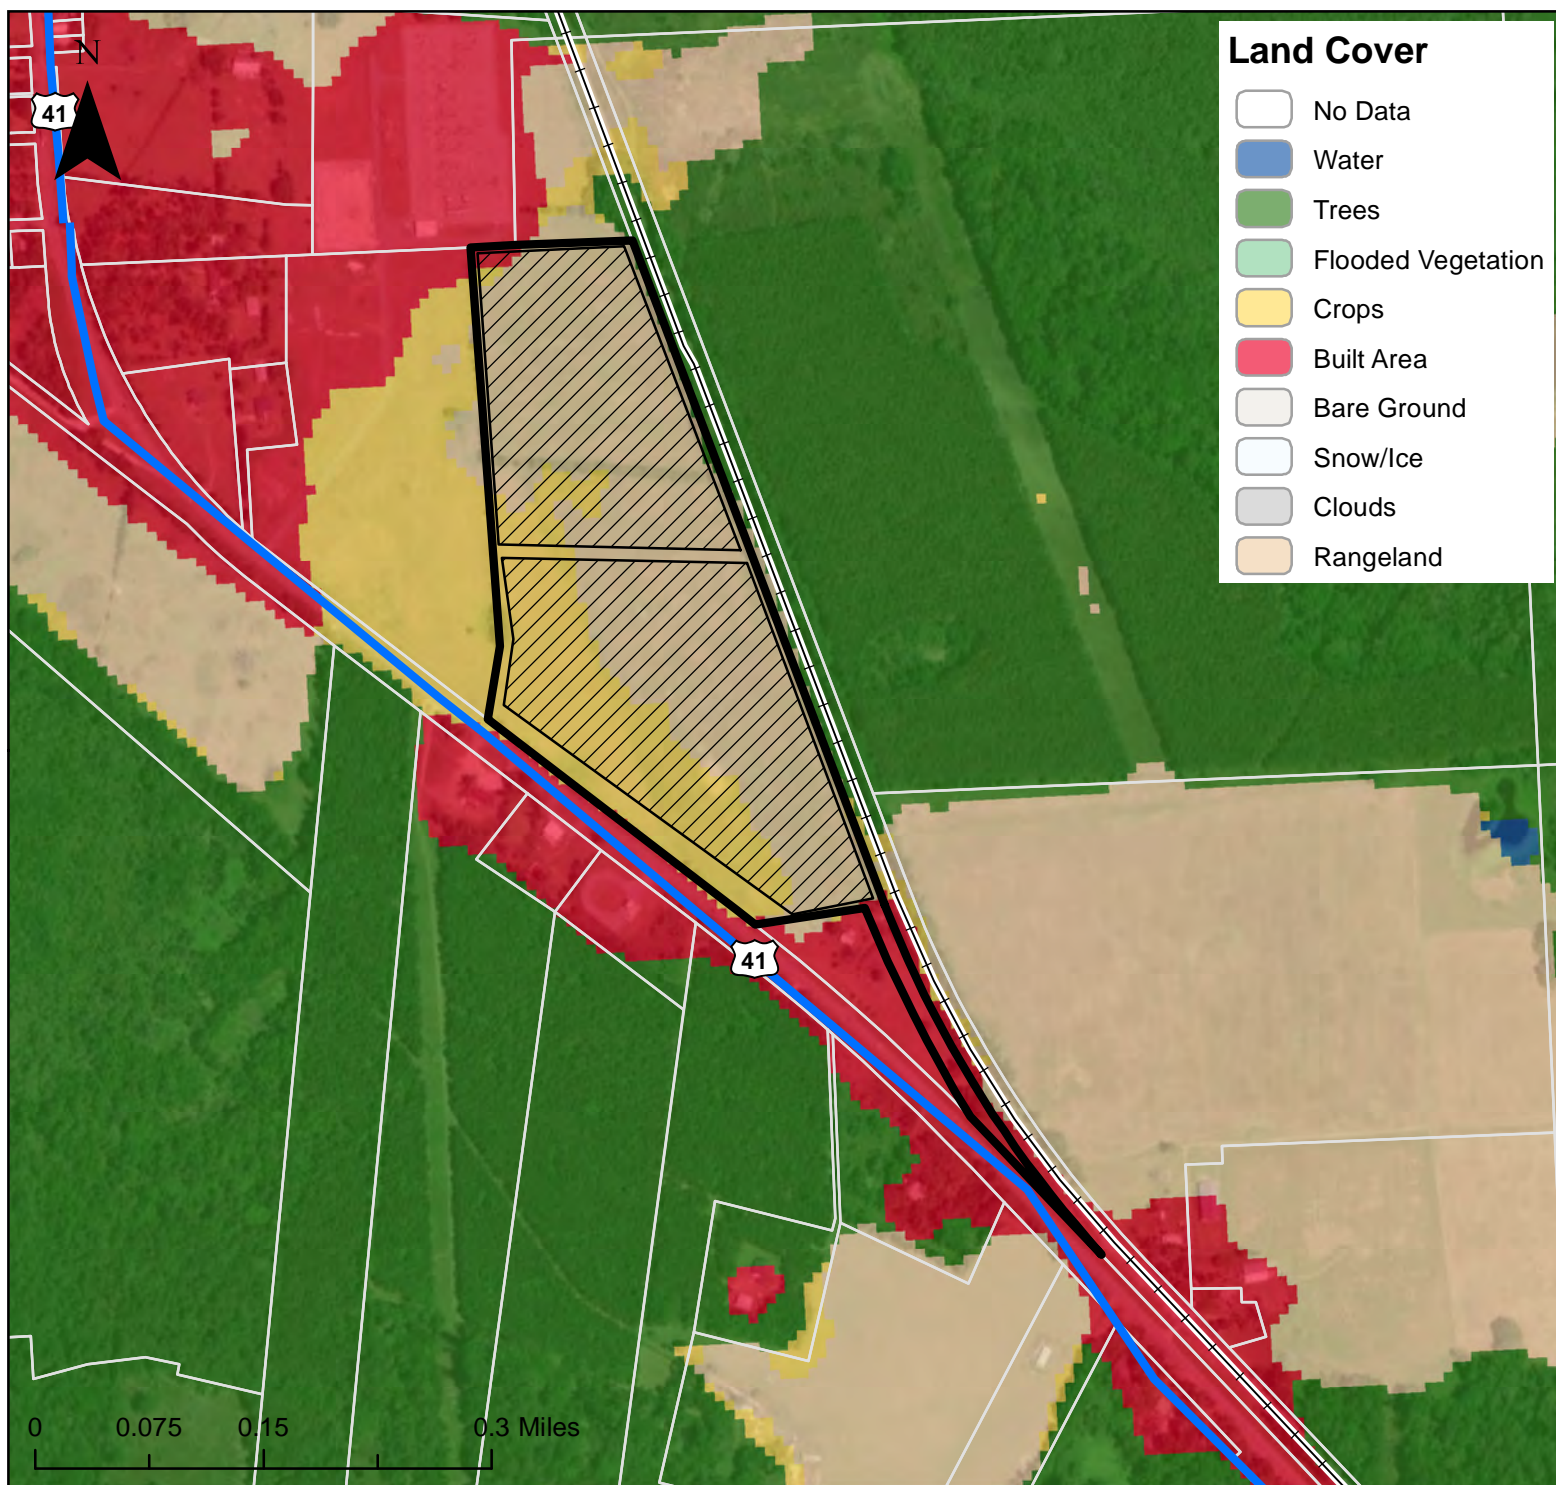 N
41
Land Cover
No Data
Water
Trees
Flooded Vegetation
Crops
Built Area
Bare Ground
Snow/Ice
Clouds
Rangeland
41
0 0.075 0.15 0.3 Miles